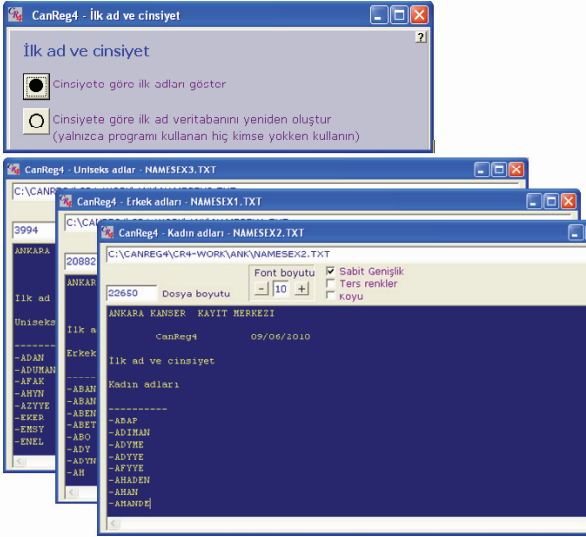 CanReg4 - İlk ad ve cinsiyet
İlk ad ve cinsiyet
Cinsiyete göre ilk adları göster
Cinsiyete göre ilk ad veritabanını yeniden oluştur
(yalnızca programı kullanan hiç kimse yokken kullanın)
CanReg4 - Uniseks adlar - NAMESEX3.TXT
3994
ANKARA
Ilk ad
Uniseks
-------
-ADAN
-ADUMAN
-AFAK
-AHYN
-AZYYE
-EKER
-EMSY
-ENEL
CanReg4 - Erkek adları - NAMESEX1.TXT
20882
ANKAR
Erkek
-ABAN
-ABAN
-ABEN
-ABET
-ABO
-ADY
-ADYN
-AH
CanReg4 - Kadın adları - NAMESEX2.TXT
C:\CANREG4\CR4-WORK\ANK\NAMESEX2.TXT
22650 Dosya boyutu
Font boyutu
- 10 +
Sabit Genişlik
Ters renkler
Koyu
ANKARA KANSER KAYIT MERKEZI
CanReg4 09/06/2010
İlk ad ve cinsiyet
Kadın adları
----------
-ABAP
-ADIMAN
-ADYME
-ADYYE
-AFYYE
-AHADEN
-AHAN
-AMANDE